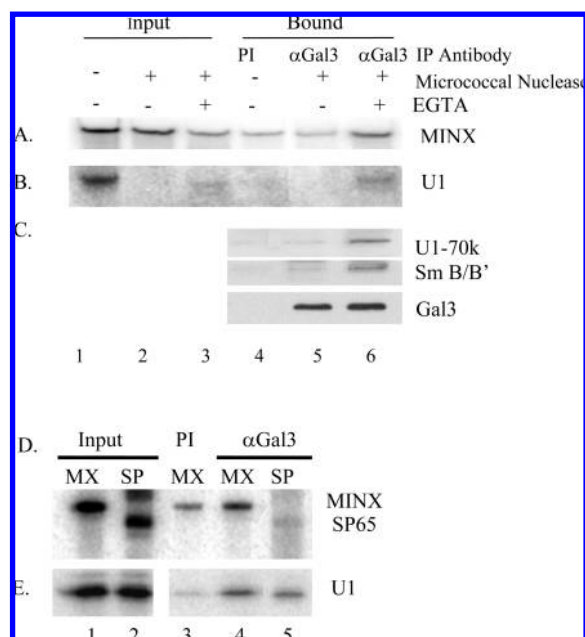 Input Bound
PI αGal3 αGal3 IP Antibody
- + + - + + Micrococcal Nuclease
- - + - - + EGTA
A. MINX
B. U1
C. U1-70k
Sm B/B’
Gal3
1 2 3 4 5 6
D. Input PI αGal3
MX SP MX MX SP
MINX
SP65
E. U1
1 2 3 4 5